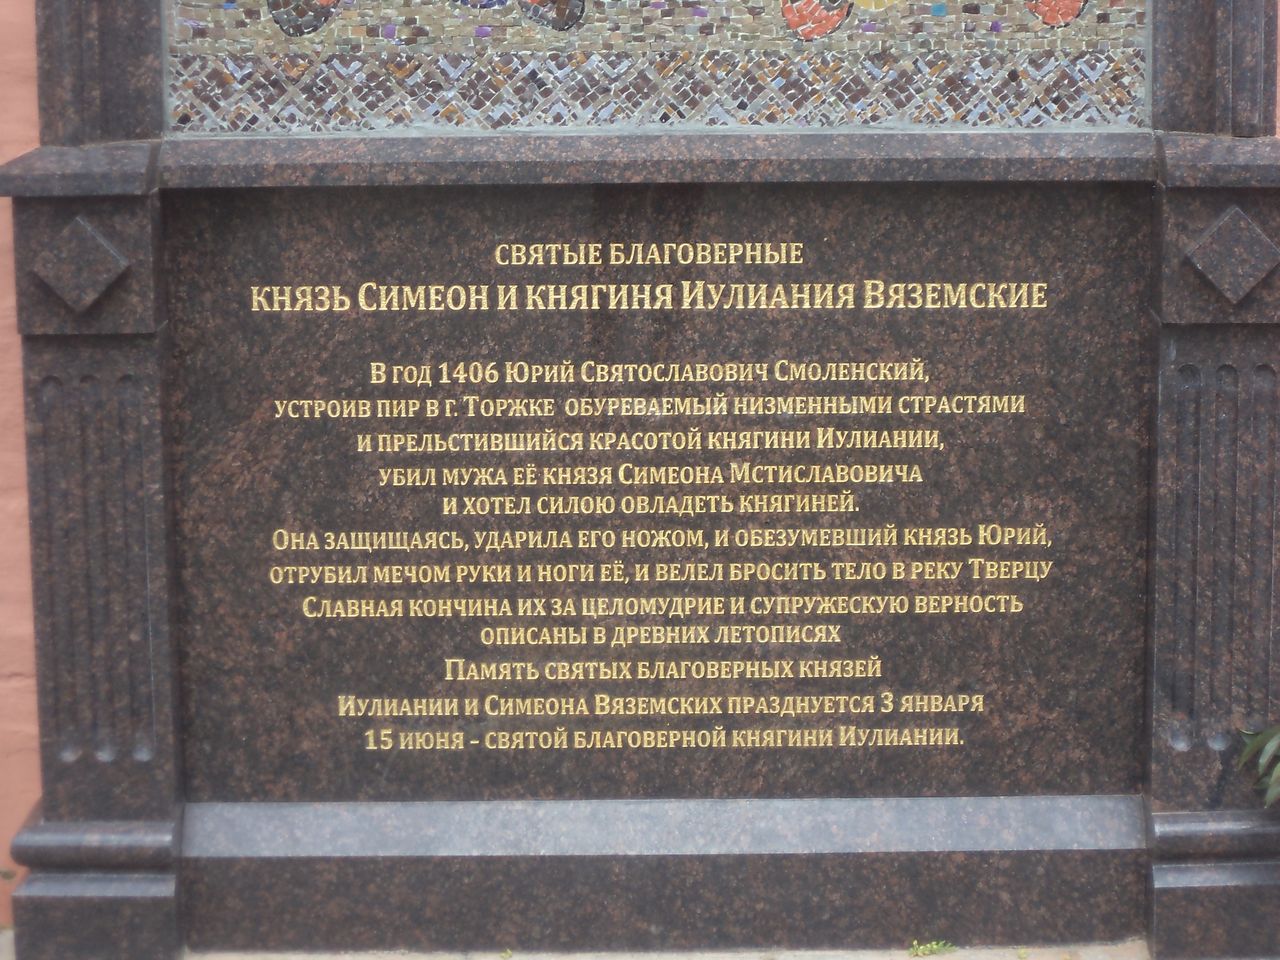 СВЯТЫЕ БЛАГОВЕРНЫЕ
КНЯЗЬ СИМЕОН И КНЯГИНЯ ИУЛИАНИЯ ВЯЗЕМСКИЕ
В ГОД 1406 ЮРИЙ СВЯТОСЛАВОВИЧ СМОЛЕНСКИЙ,
УСТРОИВ ПИР В Г. ТОРЖКЕ, ОБУРЕВАЕМЫЙ НИЗМЕННЫМИ СТРАСТЯМИ
И ПРЕЛЬСТИВШИЙСЯ КРАСОТОЙ КНЯГИНИ ИУЛИАНИИ,
УБИЛ МУЖА ЕЁ КНЯЗЯ СИМЕОНА МСТИСЛАВОВИЧА
И ХОТЕЛ СИЛОЮ ОВЛАДЕТЬ КНЯГИНЕЙ.
ОНА ЗАЩИЩАЯСЬ, УДАРИЛА ЕГО НОЖОМ, И ОБЕЗУМЕВШИЙ КНЯЗЬ ЮРИЙ,
ОТРУБИЛ МЕЧОМ РУКИ И НОГИ ЕЁ, И ВЕЛЕЛ БРОСИТЬ ТЕЛО В РЕКУ ТВЕРЦУ
СЛАВНАЯ КОНЧИНА ИХ ЗА ЦЕЛОМУДРИЕ И СУПРУЖЕСКУЮ ВЕРНОСТЬ
ОПИСАНЫ В ДРЕВНИХ ЛЕТОПИСЯХ
ПАМЯТЬ СВЯТЫХ БЛАГОВЕРНЫХ КНЯЗЕЙ
ИУЛИАНИИ И СИМЕОНА ВЯЗЕМСКИХ ПРАЗДНУЕТСЯ 3 ЯНВАРЯ
15 ИЮНЯ - СВЯТОЙ БЛАГОВЕРНОЙ КНЯГИНИ ИУЛИАНИИ.